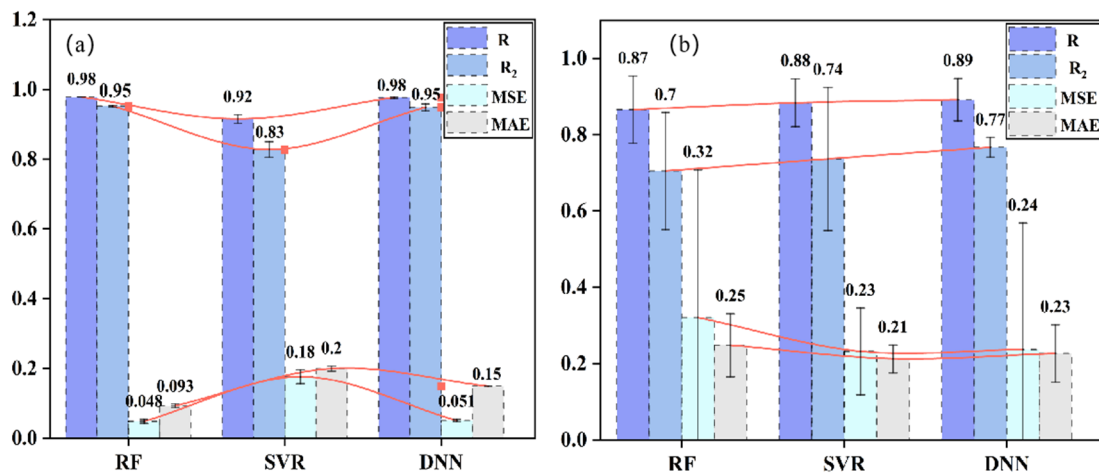 (a)
R
R₂
MSE
MAE
1.2
1.0
0.8
0.6
0.4
0.2
0.0
0.98
0.95
0.048
0.093
0.92
0.83
0.18
0.2
0.98
0.95
0.051
0.15
RF
SVR
DNN
(b)
R
R₂
MSE
MAE
1.0
0.8
0.6
0.4
0.2
0.0
0.87
0.7
0.32
0.25
0.88
0.74
0.23
0.21
0.89
0.77
0.24
0.23
RF
SVR
DNN